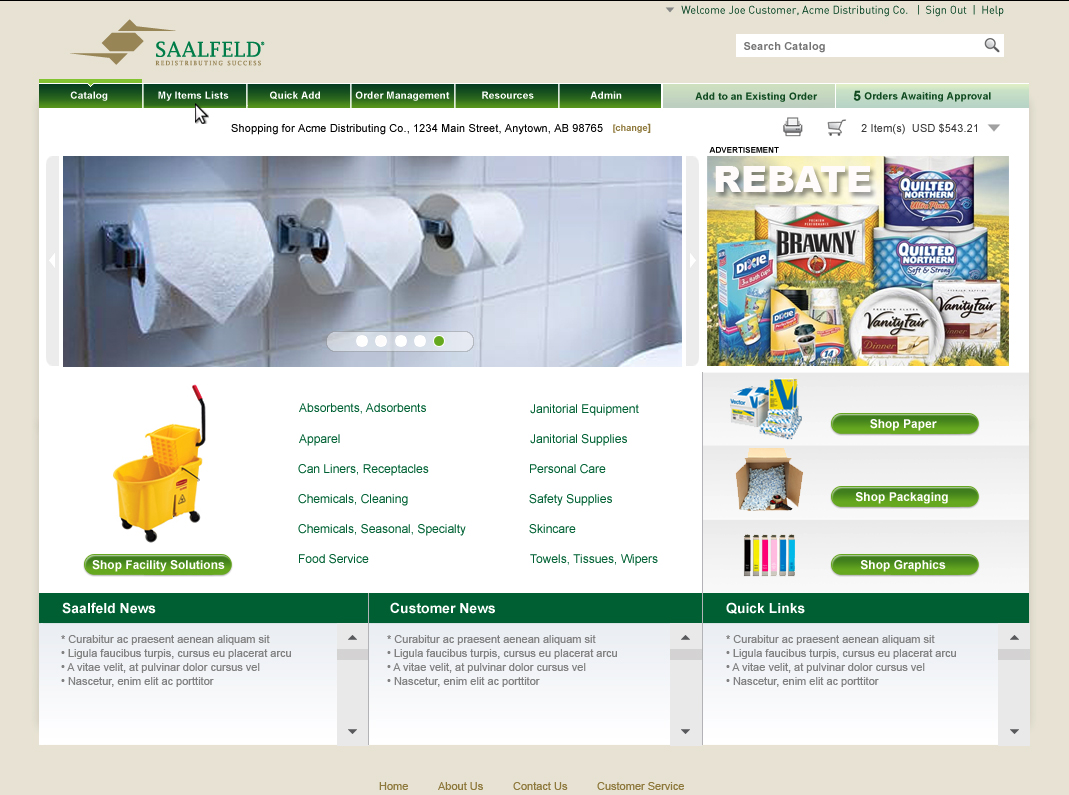 Welcome Joe Customer, Acme Distributing Co. | Sign Out | Help
SAALFELD®
REDISTRIBUTING SUCCESS
Search Catalog
Catalog My Items Lists Quick Add Order Management Resources Admin Add to an Existing Order 5 Orders Awaiting Approval
Shopping for Acme Distributing Co., 1234 Main Street, Anytown, AB 98765 [change] 2 Item(s) USD $543.21
ADVERTISEMENT
REBATE
QUILTED
NORTHERN
Ultra Plush
BRAWNY
QUILTED
NORTHERN
Soft & Strong
DIXIE
Bath Cups
DIXIE
14
Vanity Fair
Dinner
Vanity Fair
Dinner
Absorbents, Adsorbents
Apparel
Can Liners, Receptacles
Chemicals, Cleaning
Chemicals, Seasonal, Specialty
Food Service
Janitorial Equipment
Janitorial Supplies
Personal Care
Safety Supplies
Skincare
Towels, Tissues, Wipers
Shop Facility Solutions
Vector
Shop Paper
Shop Packaging
Shop Graphics
Saalfeld News
* Curabitur ac praesent aenean aliquam sit
• Ligula faucibus turpis, cursus eu placerat arcu
• A vitae velit, at pulvinar dolor cursus vel
• Nascetur, enim elit ac porttitor
Customer News
* Curabitur ac praesent aenean aliquam sit
• Ligula faucibus turpis, cursus eu placerat arcu
• A vitae velit, at pulvinar dolor cursus vel
• Nascetur, enim elit ac porttitor
Quick Links
* Curabitur ac praesent aenean aliquam sit
• Ligula faucibus turpis, cursus eu placerat arcu
• A vitae velit, at pulvinar dolor cursus vel
• Nascetur, enim elit ac porttitor
Home About Us Contact Us Customer Service